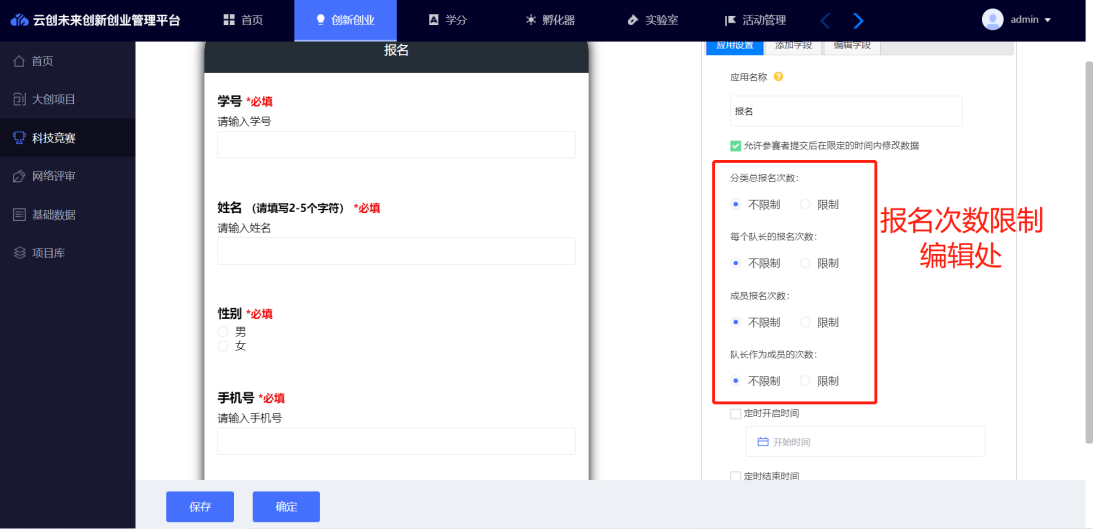 云创未来创新创业管理平台
首页
创新创业
学分
孵化器
实验室
活动管理
admin
首页
大创项目
科技竞赛
网络评审
基础数据
项目库
报名
学号 *必填
请输入学号
姓名 (请填写2-5个字符) *必填
请输入姓名
性别 *必填
男
女
手机号 *必填
请输入手机号
应用设置
添加字段
编辑字段
应用名称
报名
允许参赛者提交后在限定的时间内修改数据
分类总报名次数:
不限制 限制
每个队长的报名次数:
不限制 限制
成员报名次数:
不限制 限制
队长作为成员的次数:
不限制 限制
定时开启时间
开始时间
定时结束时间
报名次数限制
编辑处
保存
确定